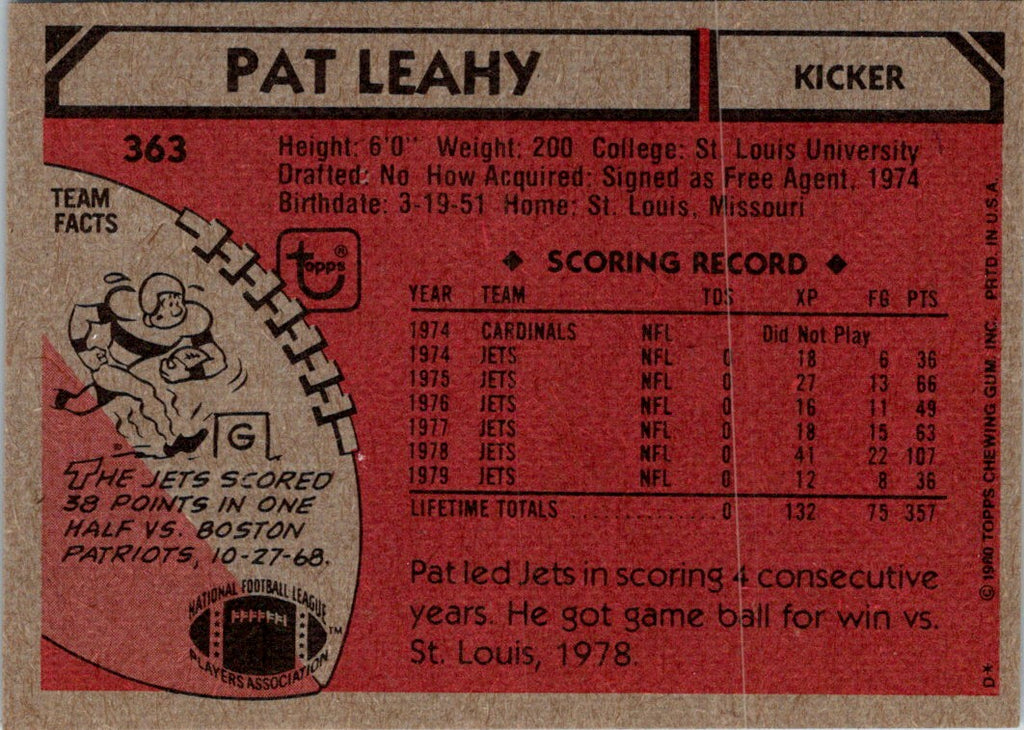 PAT LEAHY
KICKER
363
Height: 6'0" Weight: 200 College: St. Louis University
Drafted: No How Acquired: Signed as Free Agent, 1974
Birthdate: 3-19-51 Home: St. Louis, Missouri
TEAM
FACTS
topps®
◆ SCORING RECORD ◆
YEAR TEAM TDS XP FG PTS
1974 CARDINALS NFL Did Not Play
1974 JETS NFL 0 18 6 36
1975 JETS NFL 0 27 13 66
1976 JETS NFL 0 16 11 49
1977 JETS NFL 0 18 15 63
1978 JETS NFL 0 41 22 107
1979 JETS NFL 0 12 8 36
LIFETIME TOTALS ................ 0 132 75 357
G
THE JETS SCORED
38 POINTS IN ONE
HALF VS. BOSTON
PATRIOTS, 10-27-68.
NATIONAL FOOTBALL LEAGUE
PLAYERS ASSOCIATION
TM
Pat led Jets in scoring 4 consecutive
years. He got game ball for win vs.
St. Louis, 1978.
D* © 1980 TOPPS CHEWING GUM, INC. PRTD. IN U.S.A.